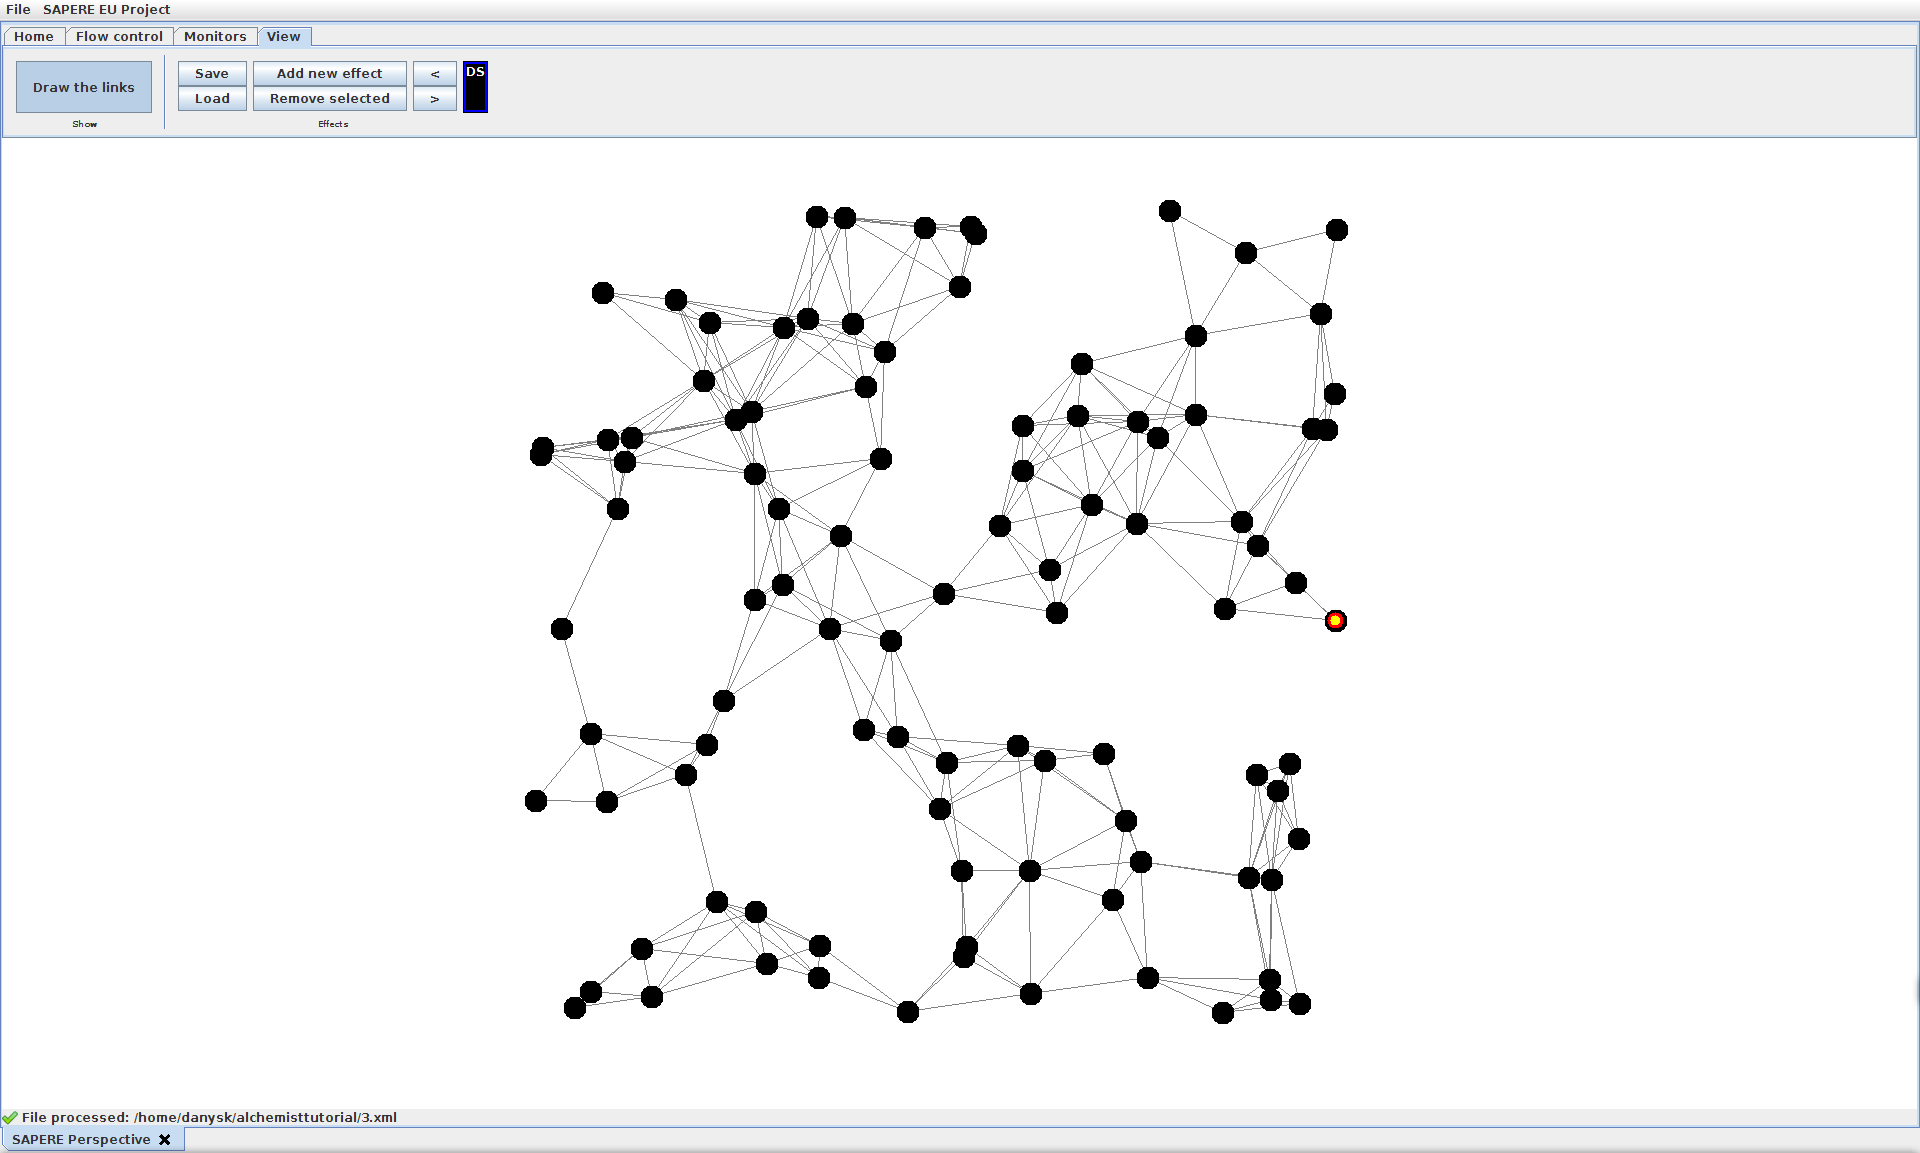 File SAPERE EU Project
Home Flow control Monitors View
Draw the links
Save Add new effect < DS
Load Remove selected >
Show Effects
File processed: /home/danysk/alchemisttutorial/3.xml
SAPERE Perspective